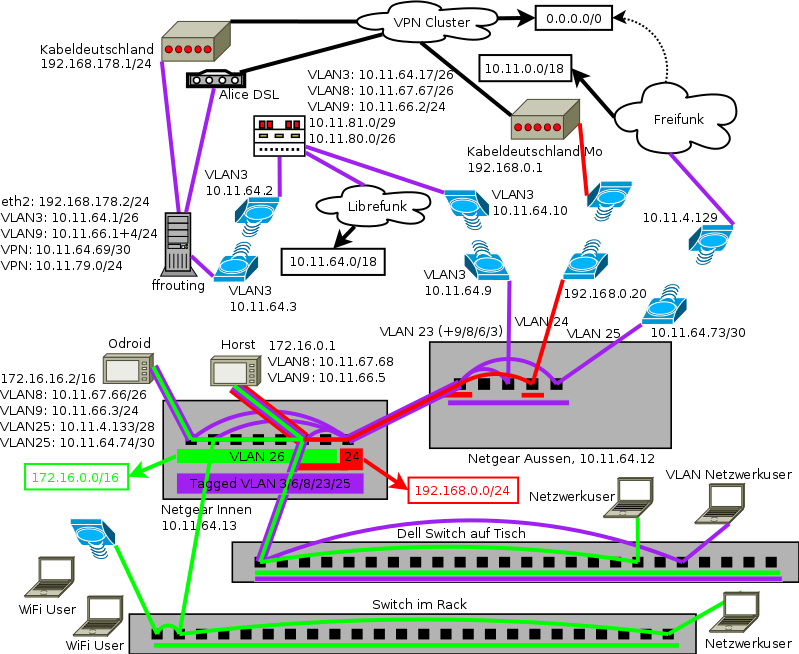 VPN Cluster
0.0.0.0/0
Kabeldeutschland
192.168.178.1/24
Alice DSL
VLAN3: 10.11.64.17/26
VLAN8: 10.11.67.67/26
VLAN9: 10.11.66.2/24
10.11.81.0/29
10.11.80.0/26
10.11.0.0/18
Freifunk
Kabeldeutschland Mo
192.168.0.1
VLAN3
10.11.64.2
Librefunk
VLAN3
10.11.64.10
10.11.4.129
eth2: 192.168.178.2/24
VLAN3: 10.11.64.1/26
VLAN9: 10.11.66.1+4/24
VPN: 10.11.64.69/30
VPN: 10.11.79.0/24
ffrouting
10.11.64.0/18
VLAN3
10.11.64.3
VLAN3
10.11.64.9
192.168.0.20
10.11.64.73/30
VLAN 23 (+9/8/6/3)
VLAN 24
VLAN 25
Odroid
Horst
172.16.0.1
VLAN8: 10.11.67.68
VLAN9: 10.11.66.5
172.16.16.2/16
VLAN8: 10.11.67.66/26
VLAN9: 10.11.66.3/24
VLAN25: 10.11.4.133/28
VLAN25: 10.11.64.74/30
VLAN 26
24
Tagged VLAN 3/6/8/23/25
172.16.0.0/16
192.168.0.0/24
Netgear Innen
10.11.64.13
Netgear Aussen, 10.11.64.12
Netzwerkuser
VLAN Netzwerkuser
Dell Switch auf Tisch
WiFi User
WiFi User
Switch im Rack
Netzwerkuser